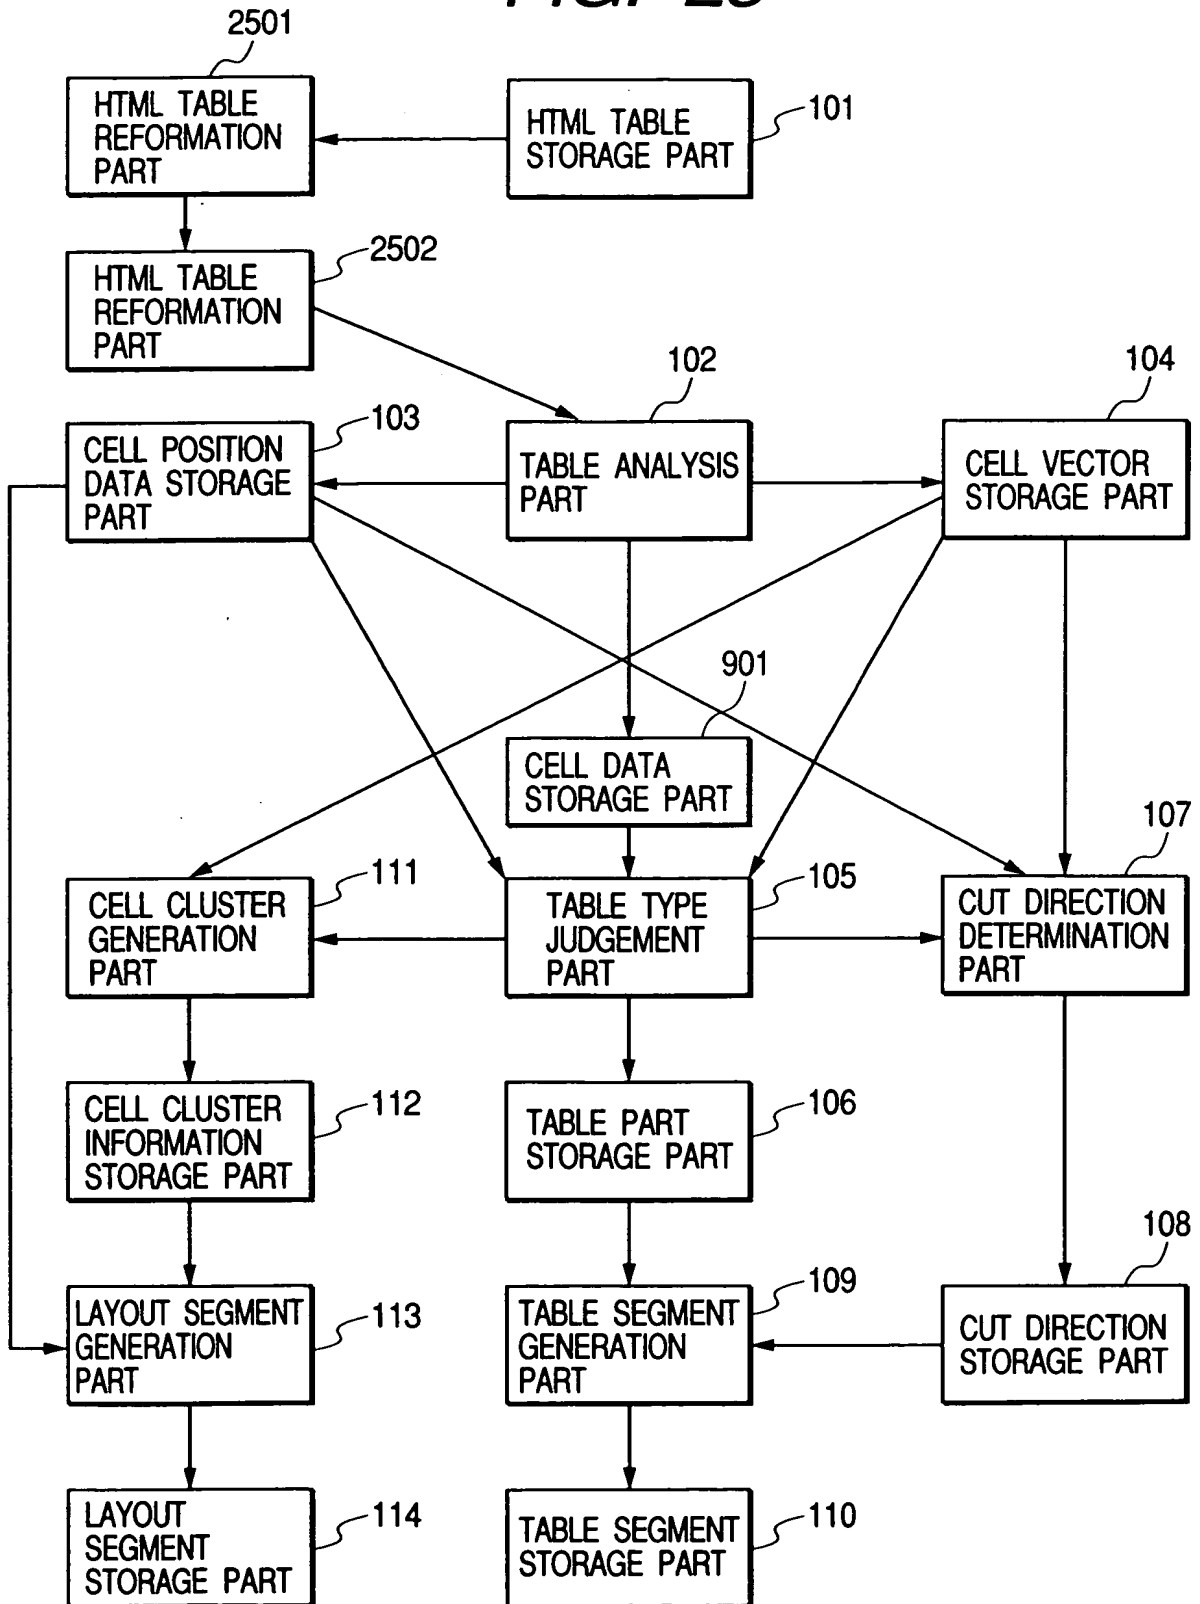 2501
HTML TABLE
REFORMATION
PART
HTML TABLE
STORAGE PART
101
HTML TABLE
REFORMATION
PART
2502
103
CELL POSITION
DATA STORAGE
PART
102
TABLE ANALYSIS
PART
104
CELL VECTOR
STORAGE PART
901
CELL DATA
STORAGE PART
111
CELL CLUSTER
GENERATION
PART
TABLE TYPE
JUDGEMENT
PART
105
107
CUT DIRECTION
DETERMINATION
PART
CELL CLUSTER
INFORMATION
STORAGE PART
112
TABLE PART
STORAGE PART
106
LAYOUT SEGMENT
GENERATION
PART
113
TABLE SEGMENT
GENERATION
PART
109
108
CUT DIRECTION
STORAGE PART
LAYOUT
SEGMENT
STORAGE PART
114
TABLE SEGMENT
STORAGE PART
110